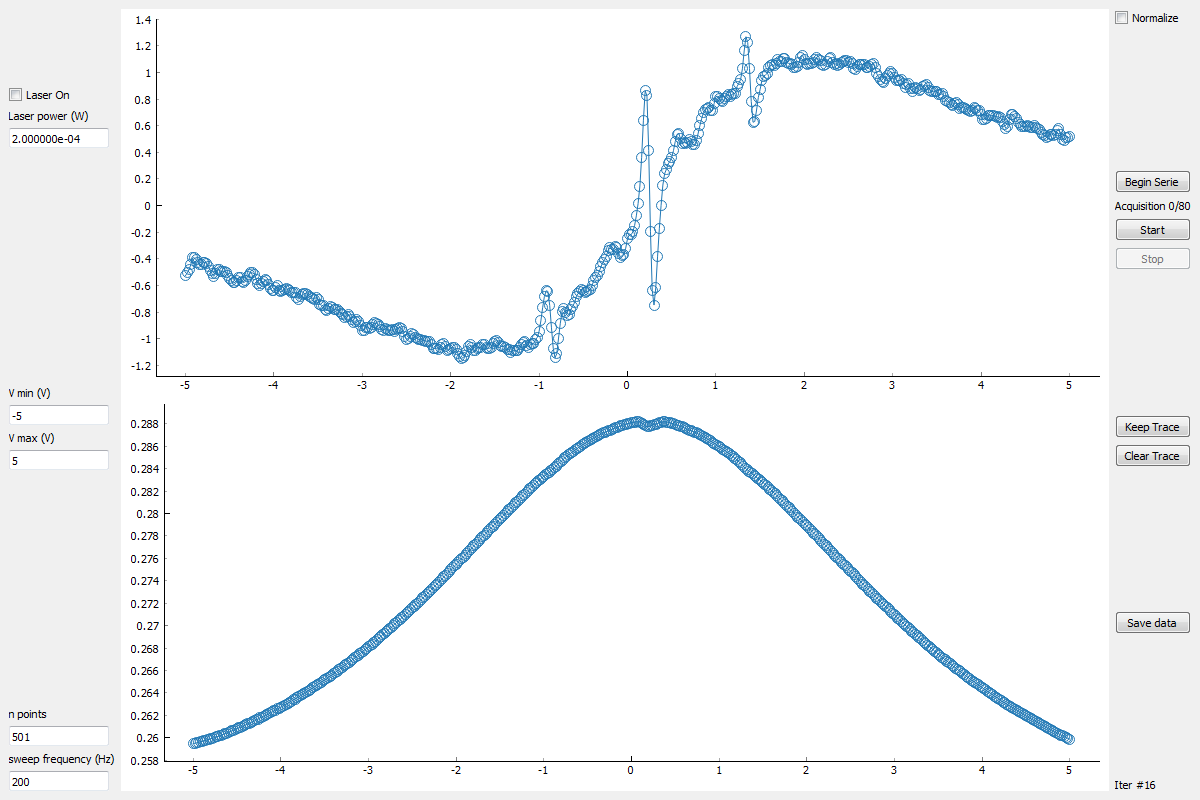 Normalize
Laser On
Laser power (W)
2.000000e-04
1.4
1.2
1
0.8
0.6
0.4
0.2
0
-0.2
-0.4
-0.6
-0.8
-1
-1.2
-5 -4 -3 -2 -1 0 1 2 3 4 5
Begin Serie
Acquisition 0/80
Start
Stop
V min (V)
-5
V max (V)
5
0.288
0.286
0.284
0.282
0.28
0.278
0.276
0.274
0.272
0.27
0.268
0.266
0.264
0.262
0.26
0.258
-5 -4 -3 -2 -1 0 1 2 3 4 5
Keep Trace
Clear Trace
Save data
n points
501
sweep frequency (Hz)
200
Iter #16